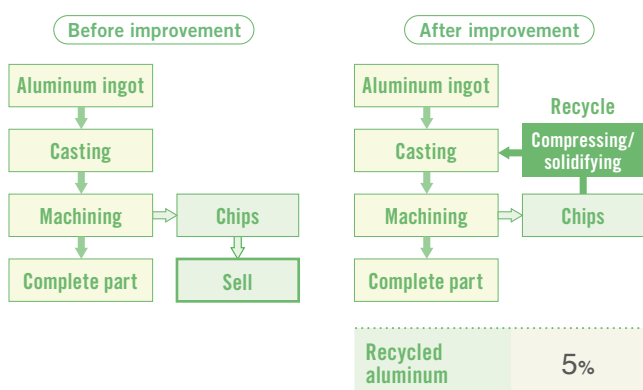 Before improvement
Aluminum ingot
Casting
Machining
Chips
Complete part
Sell
After improvement
Aluminum ingot
Recycle
Casting
Compressing/
solidifying
Machining
Chips
Complete part
Recycled
aluminum
5%